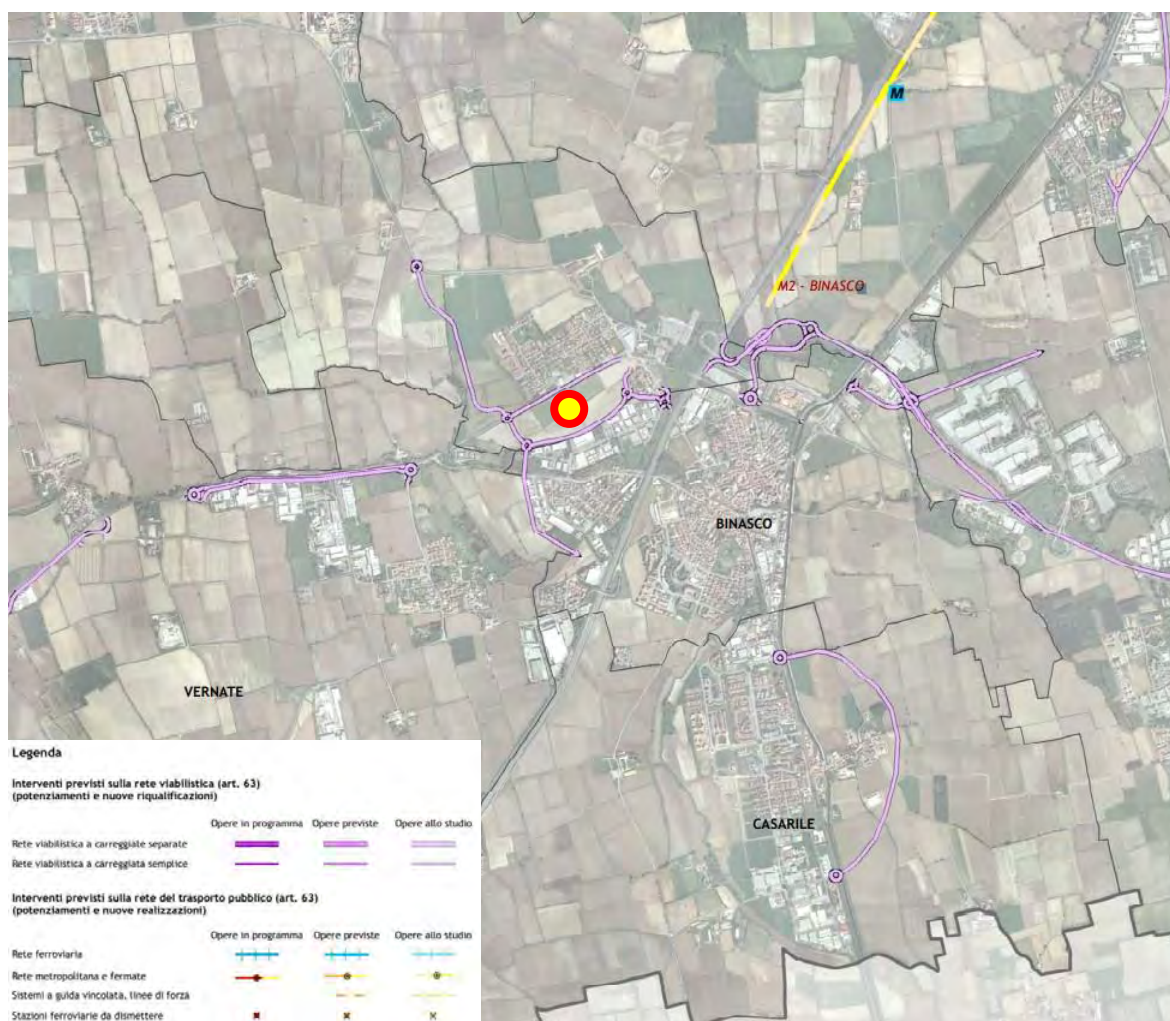 M
M2 - BINASCO
BINASCO
VERNATE
CASARILE
Legenda
Interventi previsti sulla rete viabilistica (art. 63)
(potenziamenti e nuove riqualificazioni)
Opere in programma Opere previste Opere allo studio
Rete viabilistica a carreggiate separate
Rete viabilistica a carreggiata semplice
Interventi previsti sulla rete del trasporto pubblico (art. 63)
(potenziamenti e nuove realizzazioni)
Opere in programma Opere previste Opere allo studio
Rete ferroviaria
Rete metropolitana e fermate
Sistemi a guida vincolata, linee di forza
Stazioni ferroviarie da dismettere